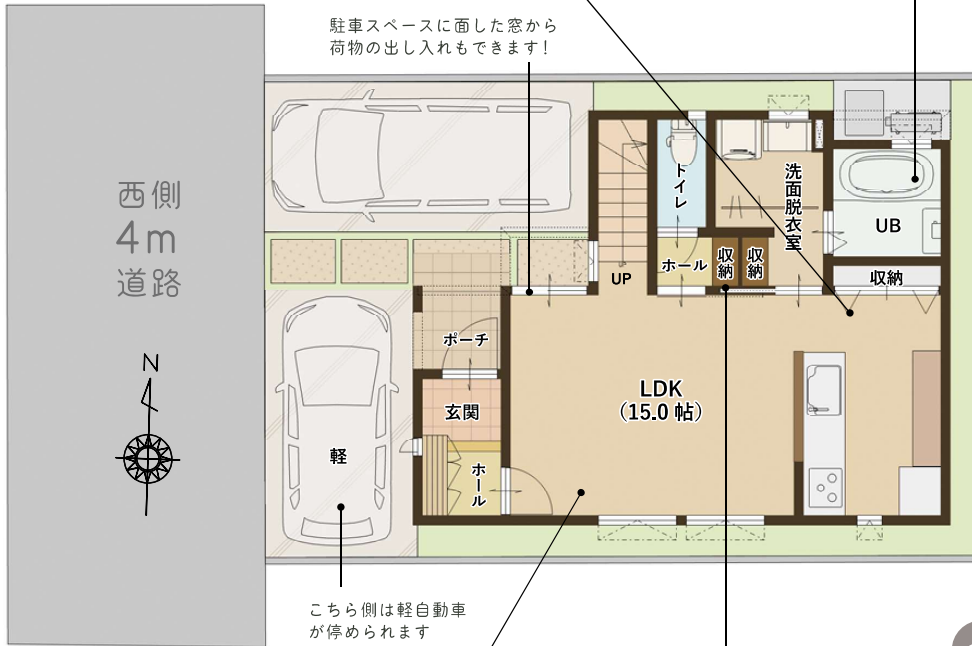 駐車スペースに面した窓から
荷物の出し入れもできます!
西側
4m
道路
N
トイレ
洗面脱衣室
UB
ホール
収納
収納
収納
UP
ポーチ
LDK
(15.0 帖)
玄関
ホール
軽
こちら側は軽自動車
が停められます